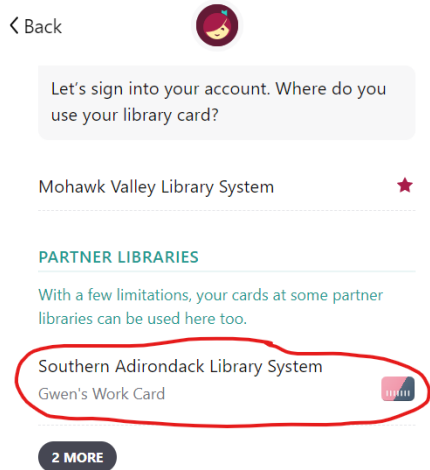 Back
Let's sign into your account. Where do you
use your library card?
Mohawk Valley Library System
PARTNER LIBRARIES
With a few limitations, your cards at some partner
libraries can be used here too.
Southern Adirondack Library System
Gwen's Work Card
2 MORE